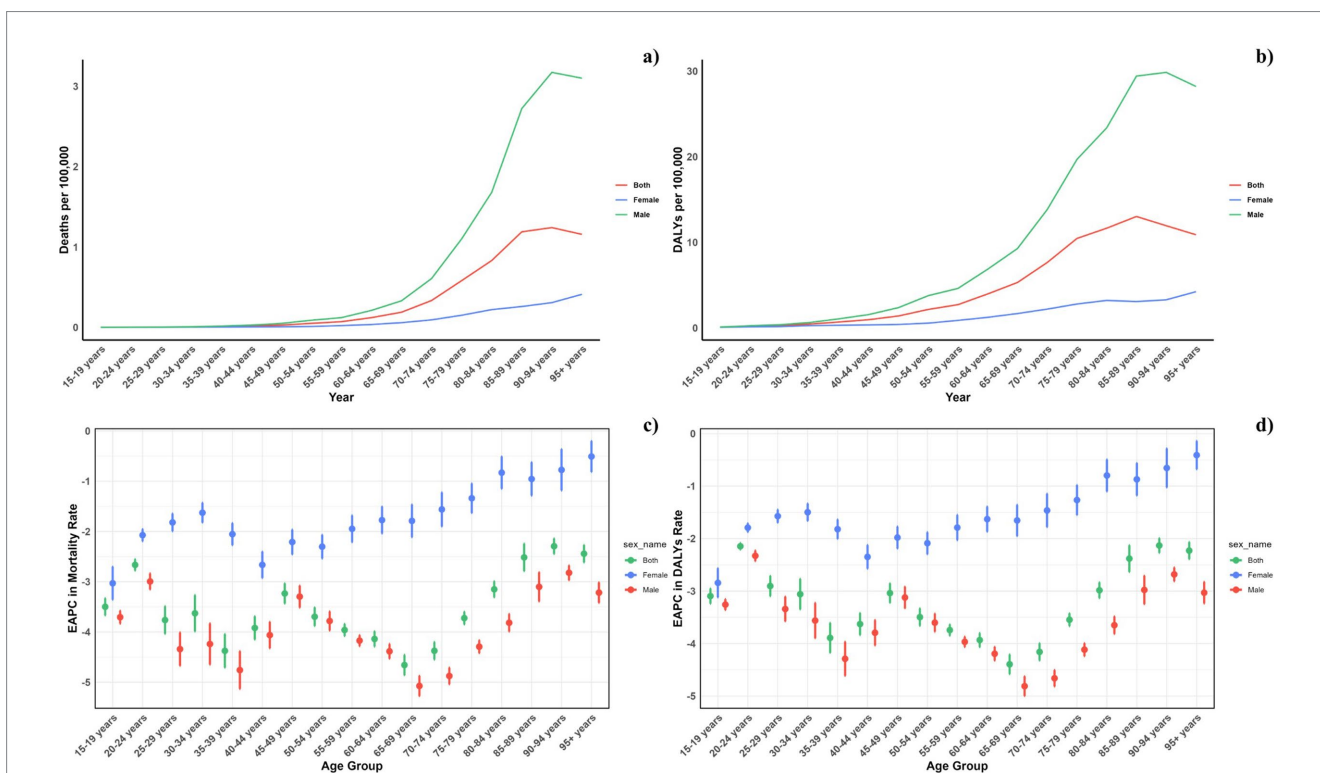 a)
Deaths per 100,000
3
2
1
0
Both
Female
Male
15-19 years
20-24 years
25-29 years
30-34 years
35-39 years
40-44 years
45-49 years
50-54 years
55-59 years
60-64 years
65-69 years
70-74 years
75-79 years
80-84 years
85-89 years
90-94 years
95+ years
Year
b)
DALYs per 100,000
30
20
10
0
Both
Female
Male
15-19 years
20-24 years
25-29 years
30-34 years
35-39 years
40-44 years
45-49 years
50-54 years
55-59 years
60-64 years
65-69 years
70-74 years
75-79 years
80-84 years
85-89 years
90-94 years
95+ years
Year
c)
EAPC in Mortality Rate
0
-1
-2
-3
-4
-5
sex_name
Both
Female
Male
15-19 years
20-24 years
25-29 years
30-34 years
35-39 years
40-44 years
45-49 years
50-54 years
55-59 years
60-64 years
65-69 years
70-74 years
75-79 years
80-84 years
85-89 years
90-94 years
95+ years
Age Group
d)
EAPC in DALYs Rate
0
-1
-2
-3
-4
-5
sex_name
Both
Female
Male
15-19 years
20-24 years
25-29 years
30-34 years
35-39 years
40-44 years
45-49 years
50-54 years
55-59 years
60-64 years
65-69 years
70-74 years
75-79 years
80-84 years
85-89 years
90-94 years
95+ years
Age Group